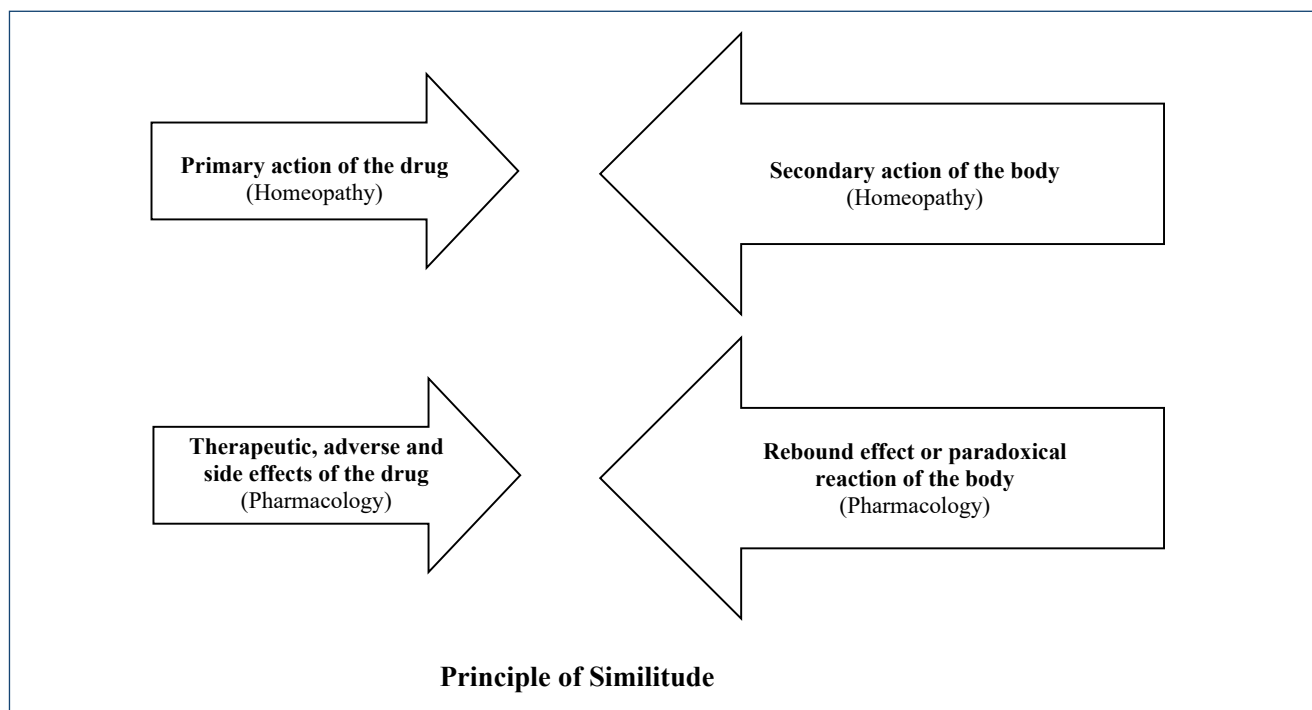 Primary action of the drug
(Homeopathy)
Secondary action of the body
(Homeopathy)
Therapeutic, adverse and
side effects of the drug
(Pharmacology)
Rebound effect or paradoxical
reaction of the body
(Pharmacology)
Principle of Similitude